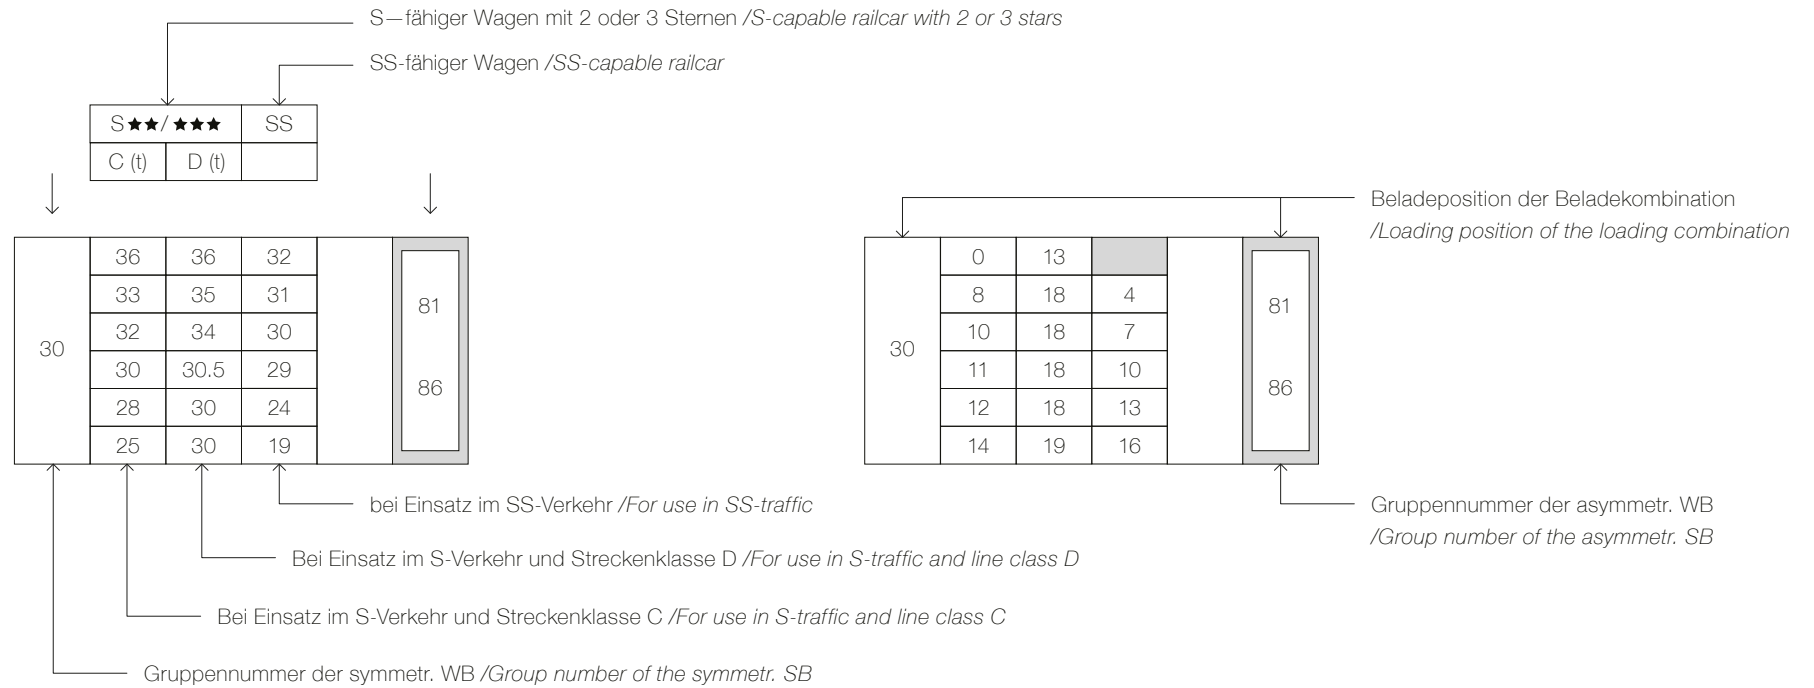 S—fähiger Wagen mit 2 oder 3 Sternen /S-capable railcar with 2 or 3 stars
SS-fähiger Wagen /SS-capable railcar
S★★/★★★ SS
C (t) D (t)
Beladeposition der Beladekombination
/Loading position of the loading combination
36 36 32
33 35 31
32 34 30
30 30.5 29
28 30 24
25 30 19
30
81
86
0 13
8 18 4
10 18 7
11 18 10
12 18 13
14 19 16
30
81
86
bei Einsatz im SS-Verkehr /For use in SS-traffic
Gruppennummer der asymmetr. WB
/Group number of the asymmetr. SB
Bei Einsatz im S-Verkehr und Streckenklasse D /For use in S-traffic and line class D
Bei Einsatz im S-Verkehr und Streckenklasse C /For use in S-traffic and line class C
Gruppennummer der symmetr. WB /Group number of the symmetr. SB